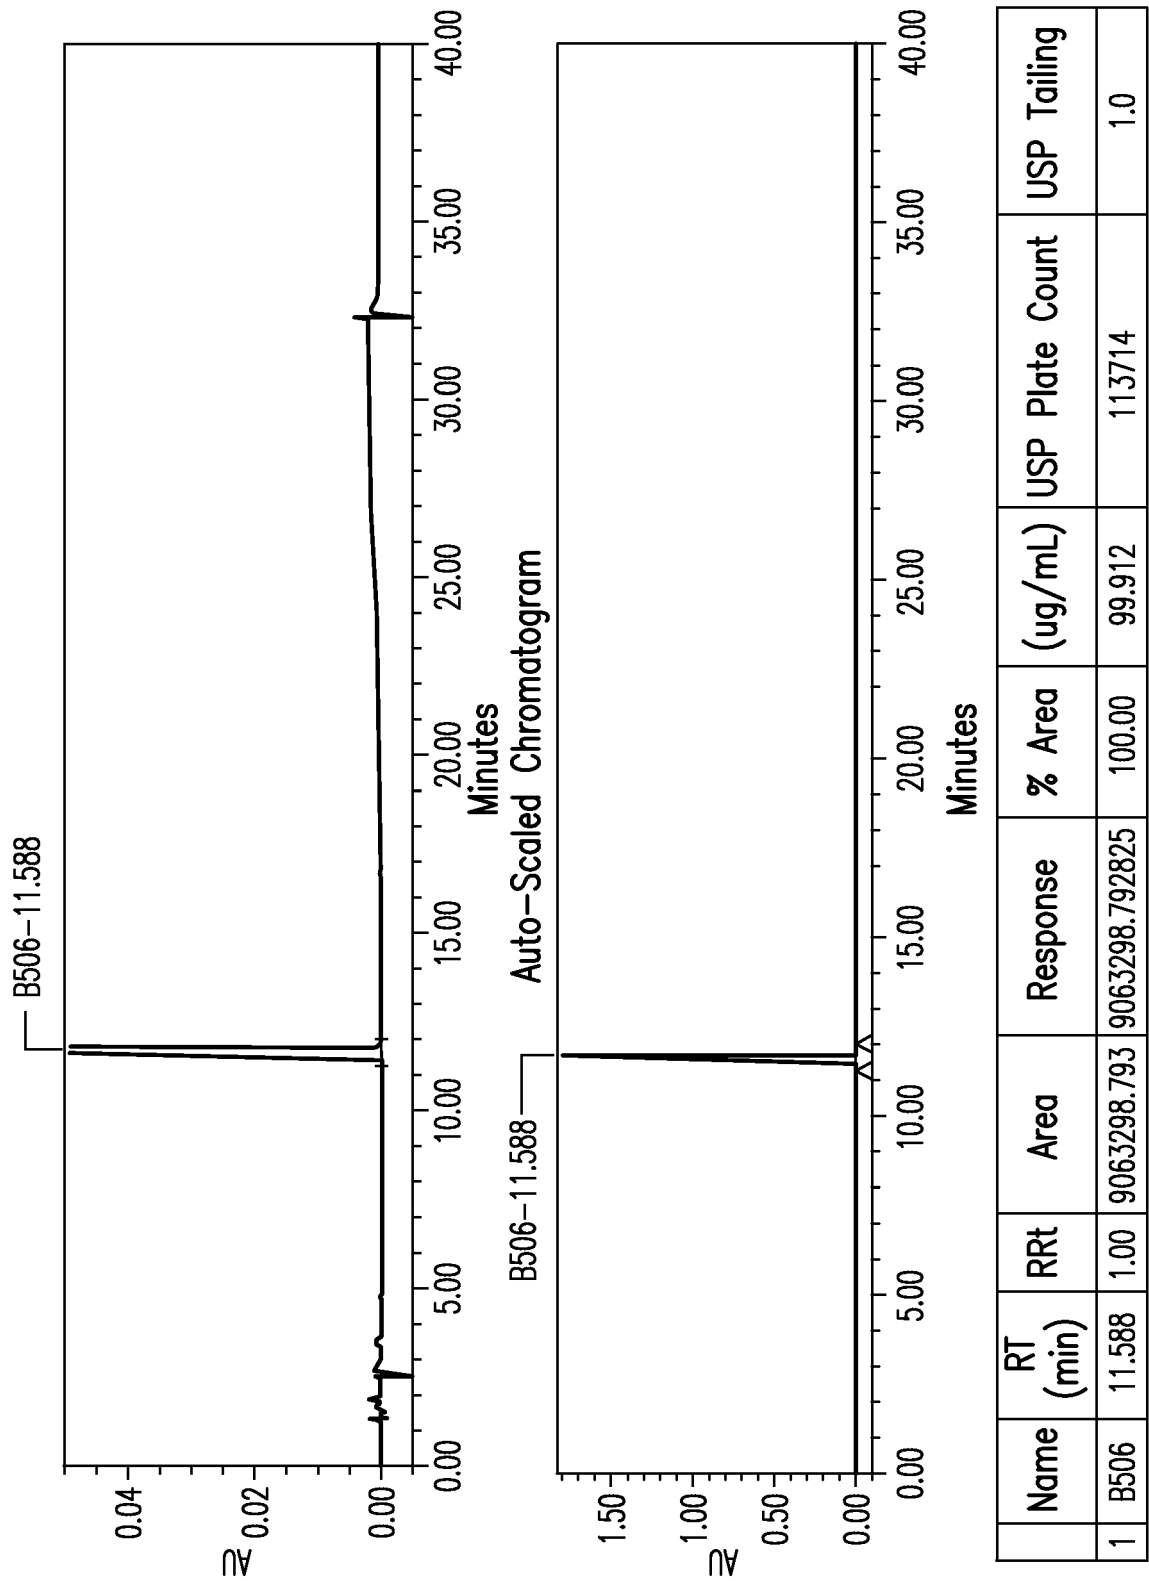 B506-11.588
AU
0.04
0.02
0.00
0.00 5.00 10.00 15.00 20.00 25.00 30.00 35.00 40.00
Minutes
Auto-Scaled Chromatogram
B506-11.588
AU
1.50
1.00
0.50
0.00
0.00 5.00 10.00 15.00 20.00 25.00 30.00 35.00 40.00
Minutes
Name RT (min) RRt Area Response % Area (ug/mL) USP Plate Count USP Tailing
1 B506 11.588 1.00 9063298.793 9063298.792825 100.00 99.912 113714 1.0